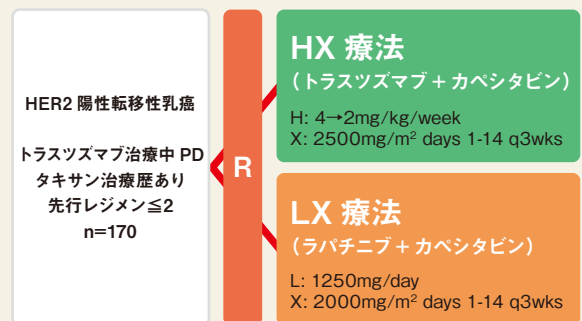 HER2 陽性転移性乳癌
トラスツズマブ治療中 PD
タキサン治療歴あり
先行レジメン≦2
n=170
R
HX 療法
(トラスツズマブ + カペシタビン)
H: 4→2mg/kg/week
X: 2500mg/m² days 1-14 q3wks
LX 療法
(ラパチニブ + カペシタビン)
L: 1250mg/day
X: 2000mg/m² days 1-14 q3wks